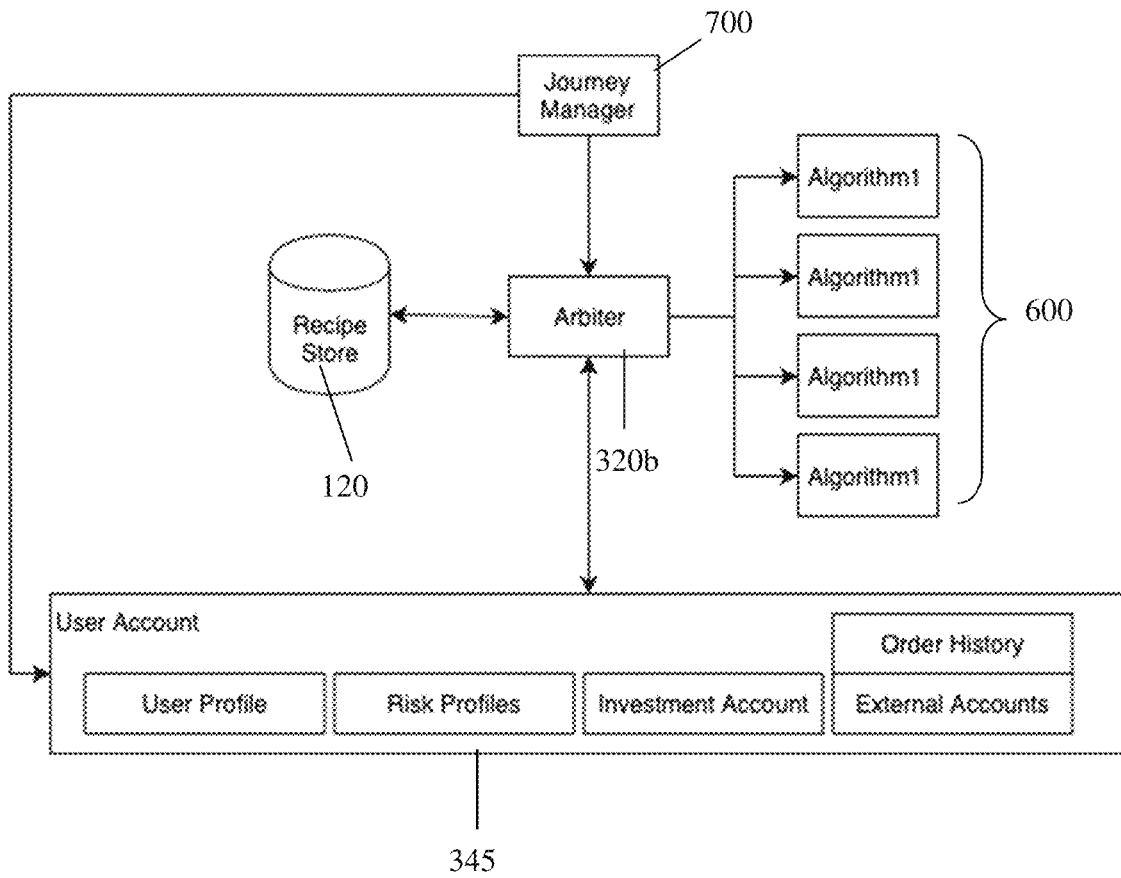 700
Journey
Manager
Algorithm1
Algorithm1
Recipe
Store
Arbiter
600
Algorithm1
320b
120
Algorithm1
User Account
Order History
User Profile
Risk Profiles
Investment Account
External Accounts
345